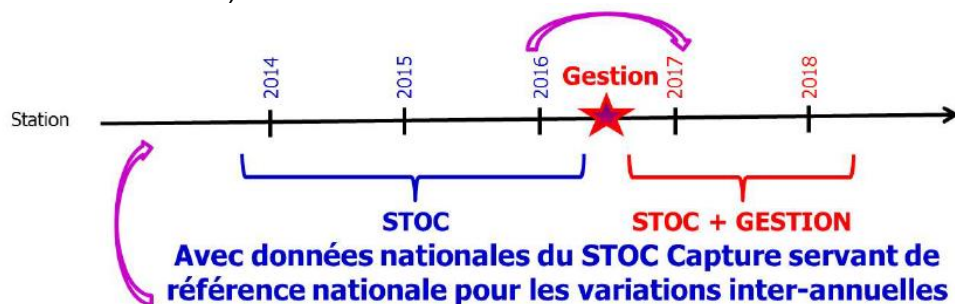 2014
2015
2016
Gestion
2017
2018
Station
STOC
STOC + GESTION
Avec données nationales du STOC Capture servant de
référence nationale pour les variations inter-annuelles